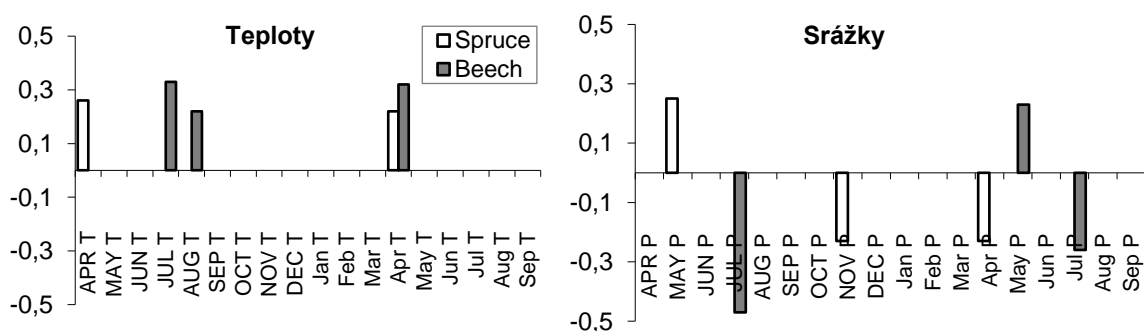 Teploty
Spruce
Beech
0,5
0,3
0,1
-0,1
-0,3
-0,5
APR T
MAY T
JUN T
JUL T
AUG T
SEP T
OCT T
NOV T
DEC T
Jan T
Feb T
Mar T
Apr T
May T
Jun T
Jul T
Aug T
Sep T
Srážky
0,5
0,3
0,1
-0,1
-0,3
-0,5
APR P
MAY P
JUN P
JUL P
AUG P
SEP P
OCT P
NOV P
DEC P
Jan P
Feb P
Mar P
Apr P
May P
Jun P
Jul P
Aug P
Sep P